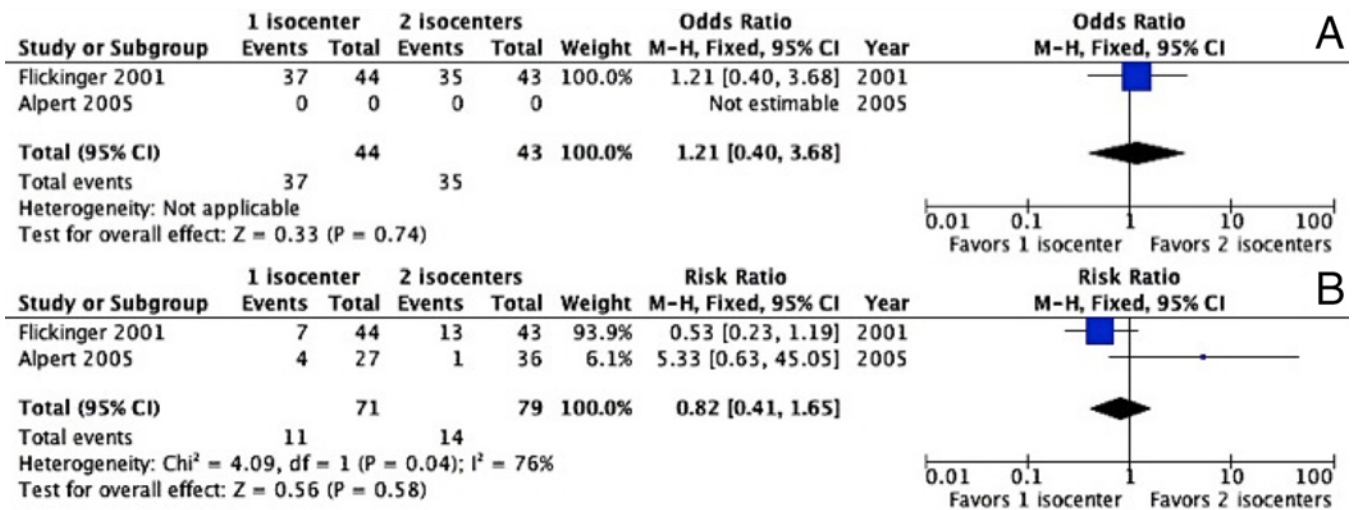 1 isocenter 2 isocenters Odds Ratio Odds Ratio A
Study or Subgroup Events Total Events Total Weight M-H, Fixed, 95% CI Year M-H, Fixed, 95% CI
Flickinger 2001 37 44 35 43 100.0% 1.21 [0.40, 3.68] 2001
Alpert 2005 0 0 0 0 Not estimable 2005
Total (95% CI) 44 43 100.0% 1.21 [0.40, 3.68]
Total events 37 35
Heterogeneity: Not applicable
Test for overall effect: Z = 0.33 (P = 0.74)
0.01 0.1 1 10 100
Favors 1 isocenter Favors 2 isocenters
1 isocenter 2 isocenters Risk Ratio Risk Ratio B
Study or Subgroup Events Total Events Total Weight M-H, Fixed, 95% CI Year M-H, Fixed, 95% CI
Flickinger 2001 7 44 13 43 93.9% 0.53 [0.23, 1.19] 2001
Alpert 2005 4 27 1 36 6.1% 5.33 [0.63, 45.05] 2005
Total (95% CI) 71 79 100.0% 0.82 [0.41, 1.65]
Total events 11 14
Heterogeneity: Chi² = 4.09, df = 1 (P = 0.04); I² = 76%
Test for overall effect: Z = 0.56 (P = 0.58)
0.01 0.1 1 10 100
Favors 1 isocenter Favors 2 isocenters